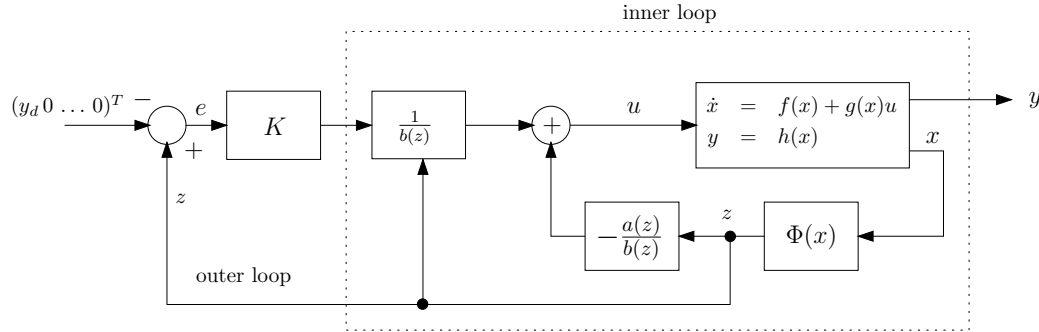 inner loop
(y_d 0 … 0)^T
−
e
+
K
1/b(z)
+
u
ẋ = f(x) + g(x)u
y = h(x)
y
x
z
−a(z)/b(z)
z
Φ(x)
outer loop